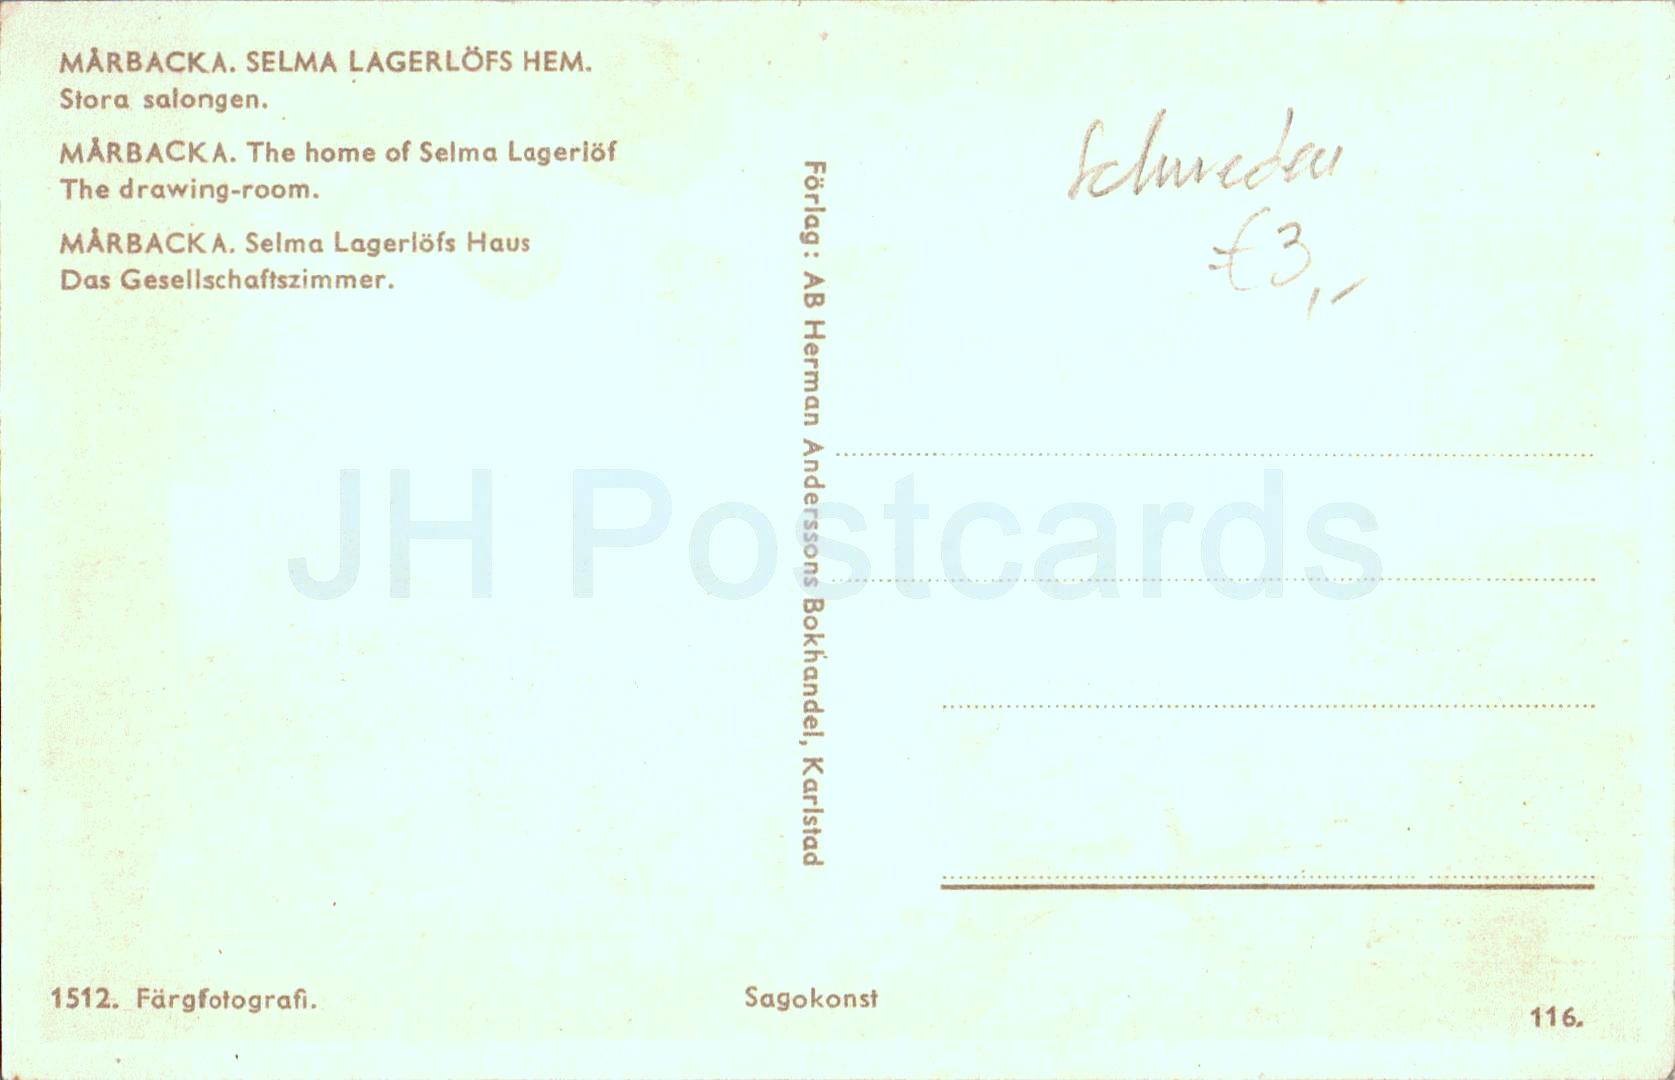 MÅRBACKA. SELMA LAGERLÖFS HEM.
Stora salongen.
MÅRBACKA. The home of Selma Lagerlöf
The drawing-room.
MÅRBACKA. Selma Lagerlöfs Haus
Das Gesellschaftszimmer.
Förlag: AB Herman Anderssons Bokhandel, Karlstad
Schweden
€3,-
JH Postcards
1512. Färgfotografi.
Sagokonst
116.